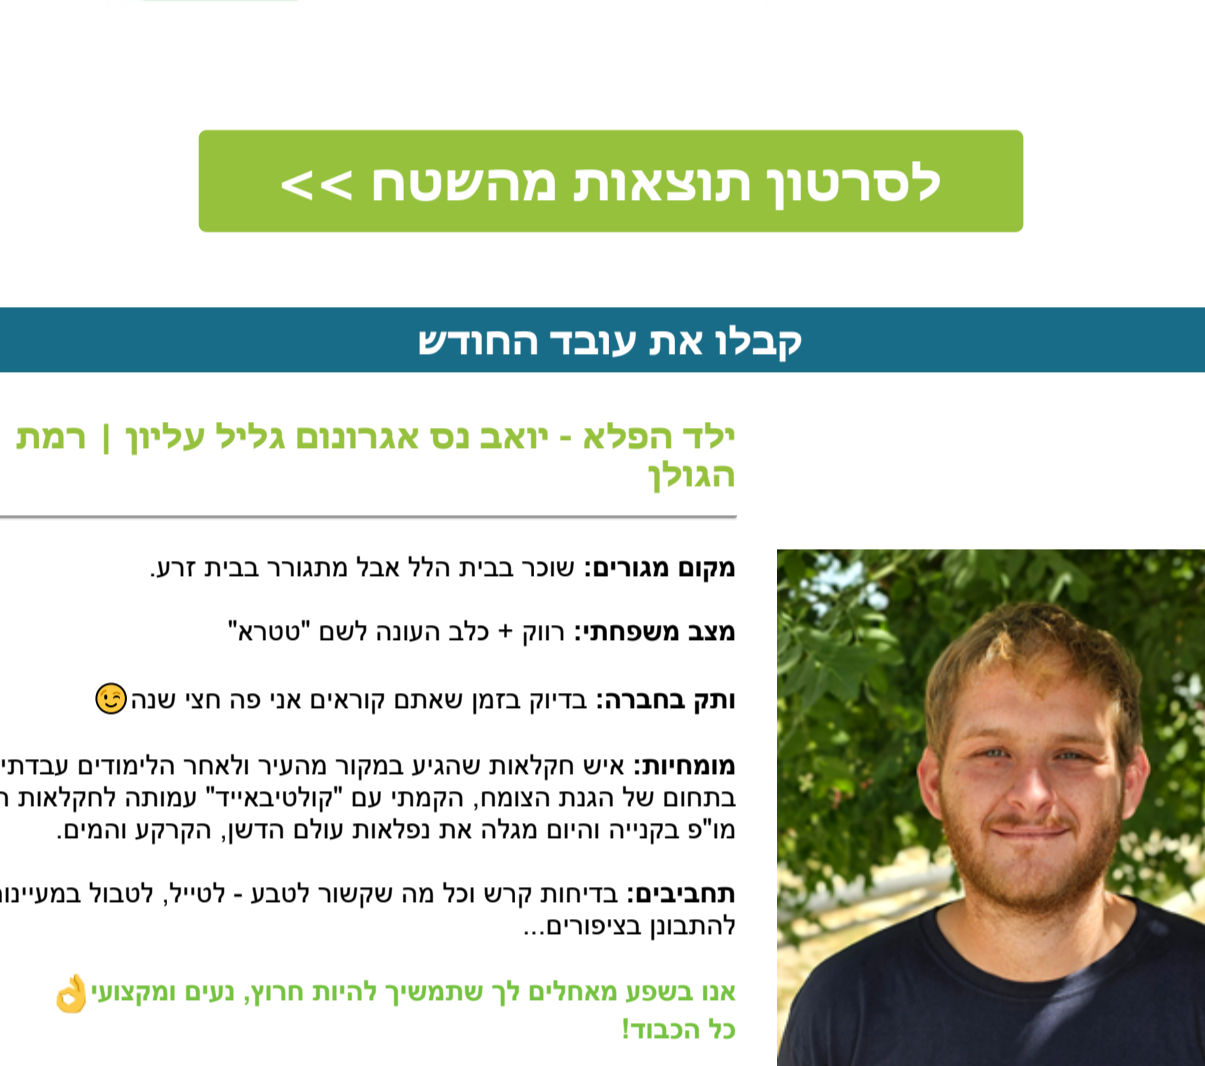 לסרטון תוצאות מהשטח >>
קבלו את עובד החודש
ילד הפלא - יואב נס אגרונום גליל עליון | רמת
הגולן
מקום מגורים: שוכר בבית הלל אבל מתגורר בבית זרע.
מצב משפחתי: רווק + כלב העונה לשם "טטרא"
ותק בחברה: בדיוק בזמן שאתם קוראים אני פה חצי שנה😉
מומחיות: איש חקלאות שהגיע במקור מהעיר ולאחר הלימודים עבדתי
בתחום של הגנת הצומח, הקמתי עם "קולטיבאייד" עמותה לחקלאות
מו"פ בקנייה והיום מגלה את נפלאות עולם הדשן, הקרקע והמים.
תחביבים: בדיחות קרש וכל מה שקשור לטבע - לטייל, לטבול
להתבונן בציפורים...
אנו בשפע מאחלים לך שתמשיך להיות חרוץ, נעים ומקצועי👌
כל הכבוד!